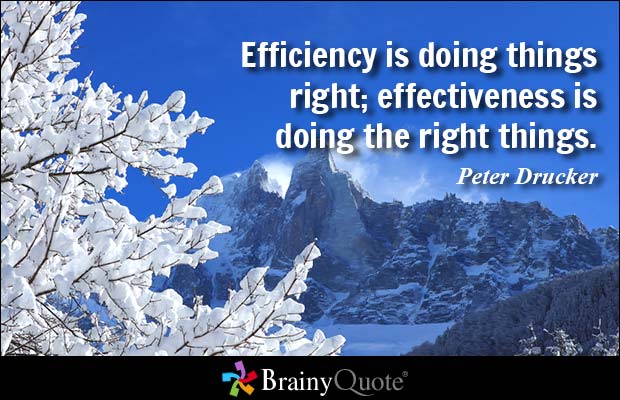 Efficiency is doing things
right; effectiveness is
doing the right things.
Peter Drucker
BrainyQuote®